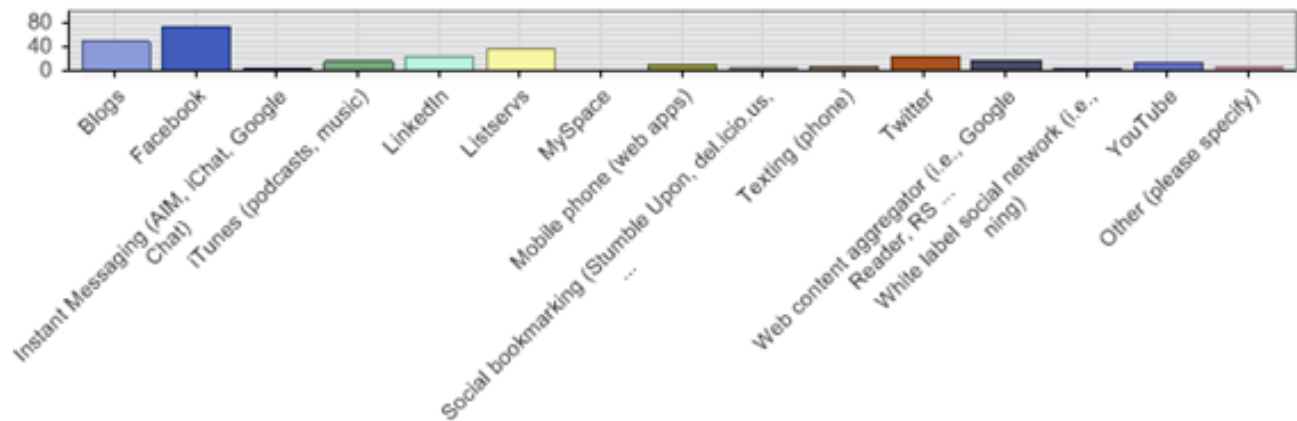 80
40
0
Blogs
Facebook
Instant Messaging (AIM, iChat, Google
Chat)
iTunes (podcasts, music)
LinkedIn
Listservs
MySpace
Mobile phone (web apps)
Social bookmarking (Stumble Upon, del.icio.us,
...
Texting (phone)
Twitter
Web content aggregator (i.e., Google
Reader, RS ...
White label social network (i.e.,
ning)
YouTube
Other (please specify)